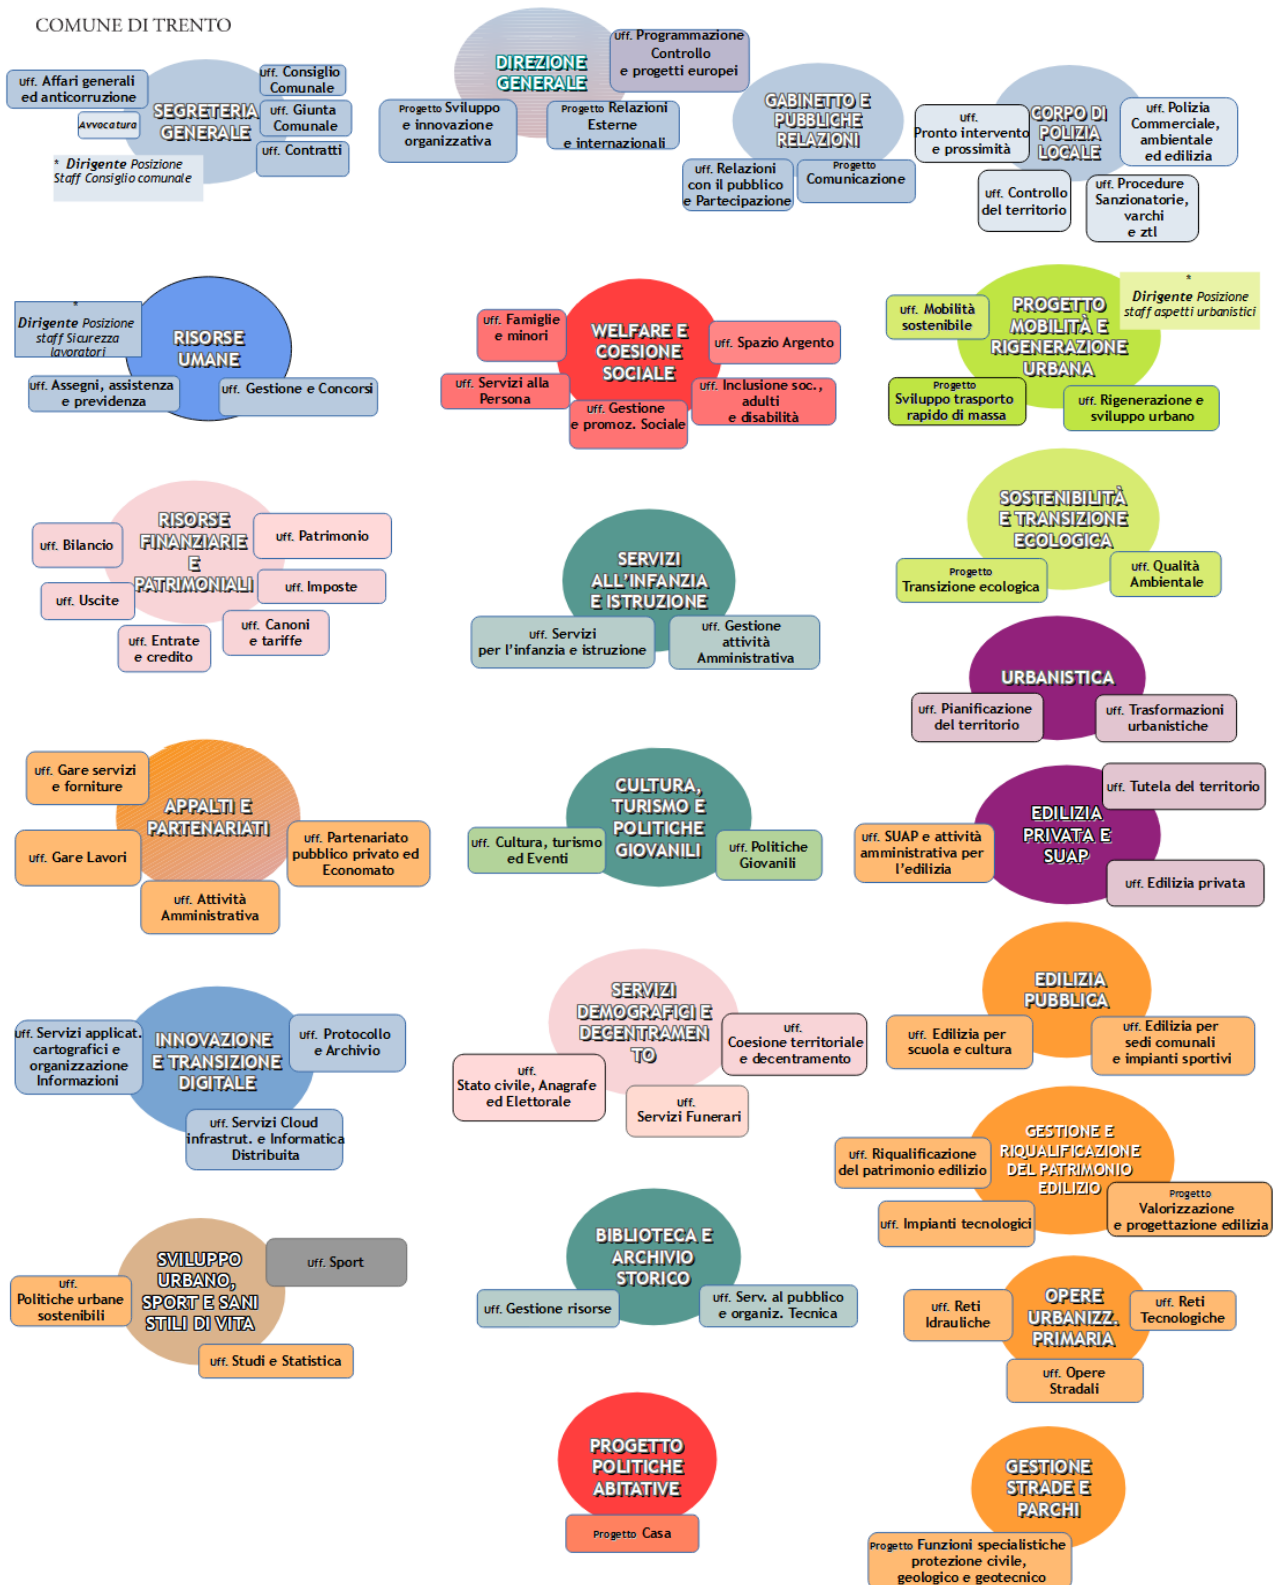 COMUNE DI TRENTO
SEGRETERIA
GENERALE
Uff. Affari generali
ed anticorruzione
Avvocatura
* Dirigente Posizione
Staff Consiglio comunale
Uff. Consiglio
Comunale
Uff. Giunta
Comunale
Uff. Contratti
DIREZIONE
GENERALE
Uff. Programmazione
Controllo
e progetti europei
Progetto Sviluppo
e innovazione
organizzativa
Progetto Relazioni
Esterne
e internazionali
GABINETTO E
PUBBLICHE
RELAZIONI
Uff. Relazioni
con il pubblico
e Partecipazione
Progetto
Comunicazione
CORPO DI
POLIZIA
LOCALE
Uff.
Pronto intervento
e prossimità
Uff. Polizia
Commerciale,
ambientale
ed edilizia
Uff. Controllo
del territorio
Uff. Procedure
Sanzionatorie,
varchi
e ztl
RISORSE
UMANE
*
Dirigente Posizione
staff Sicurezza
lavoratori
Uff. Assegni, assistenza
e previdenza
Uff. Gestione e Concorsi
WELFARE E
COESIONE
SOCIALE
Uff. Famiglie
e minori
Uff. Spazio Argento
Uff. Servizi alla
Persona
Uff. Gestione
e promoz. Sociale
Uff. Inclusione soc.,
adulti
e disabilità
PROGETTO
MOBILITÀ E
RIGENERAZIONE
URBANA
Uff. Mobilità
sostenibile
*
Dirigente Posizione
staff aspetti urbanistici
Progetto
Sviluppo trasporto
rapido di massa
Uff. Rigenerazione e
sviluppo urbano
RISORSE
FINANZIARIE
E
PATRIMONIALI
Uff. Bilancio
Uff. Patrimonio
Uff. Uscite
Uff. Imposte
Uff. Entrate
e credito
Uff. Canoni
e tariffe
SERVIZI
ALL'INFANZIA
E ISTRUZIONE
Uff. Servizi
per l'infanzia e istruzione
Uff. Gestione
attività
Amministrativa
SOSTENIBILITÀ
E TRANSIZIONE
ECOLOGICA
Progetto
Transizione ecologica
Uff. Qualità
Ambientale
URBANISTICA
Uff. Pianificazione
del territorio
Uff. Trasformazioni
urbanistiche
APPALTI E
PARTENARIATI
Uff. Gare servizi
e forniture
Uff. Gare Lavori
Uff. Attività
Amministrativa
Uff. Partenariato
pubblico privato ed
Economato
CULTURA,
TURISMO E
POLITICHE
GIOVANILI
Uff. Cultura, turismo
ed Eventi
Uff. Politiche
Giovanili
EDILIZIA
PRIVATA E
SUAP
Uff. Tutela del territorio
Uff. SUAP e attività
amministrativa per
l'edilizia
Uff. Edilizia privata
INNOVAZIONE
E TRANSIZIONE
DIGITALE
Uff. Servizi applicat.
cartografici e
organizzazione
Informazioni
Uff. Protocollo
e Archivio
Uff. Servizi Cloud
infrastrut. e Informatica
Distribuita
SERVIZI
DEMOGRAFICI E
DECENTRAMEN
TO
Uff.
Coesione territoriale
e decentramento
Uff.
Stato civile, Anagrafe
ed Elettorale
Uff.
Servizi Funerari
EDILIZIA
PUBBLICA
Uff. Edilizia per
scuola e cultura
Uff. Edilizia per
sedi comunali
e impianti sportivi
GESTIONE E
RIQUALIFICAZIONE
DEL PATRIMONIO
EDILIZIO
Uff. Riqualificazione
del patrimonio edilizio
Uff. Impianti tecnologici
Progetto
Valorizzazione
e progettazione edilizia
SVILUPPO
URBANO,
SPORT E SANI
STILI DI VITA
Uff. Sport
Uff.
Politiche urbane
sostenibili
Uff. Studi e Statistica
BIBLIOTECA E
ARCHIVIO
STORICO
Uff. Gestione risorse
Uff. Serv. al pubblico
e organiz. Tecnica
OPERE
URBANIZZ.
PRIMARIA
Uff. Reti
Idrauliche
Uff. Reti
Tecnologiche
Uff. Opere
Stradali
PROGETTO
POLITICHE
ABITATIVE
Progetto Casa
GESTIONE
STRADE E
PARCHI
Progetto Funzioni specialistiche
protezione civile,
geologico e geotecnico